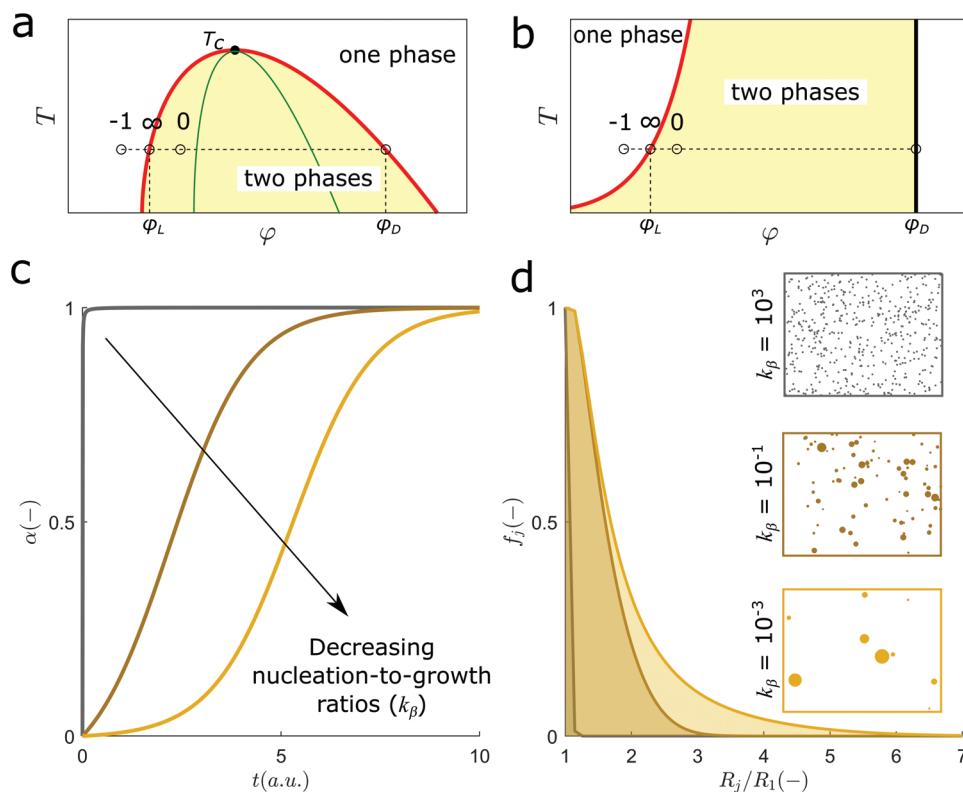 a
T_C
one phase
-1 ∞ 0
two phases
T
φ_L
φ
φ_D
b
one phase
two phases
-1 ∞ 0
T
φ_L
φ
φ_D
c
1
0.5
0
α(−)
Decreasing
nucleation-to-growth
ratios (k_β)
0
5
10
t(a.u.)
d
1
0.5
0
f_j(−)
k_β = 10^3
k_β = 10^-1
k_β = 10^-3
1 2 3 4 5 6 7
R_j/R_1(−)